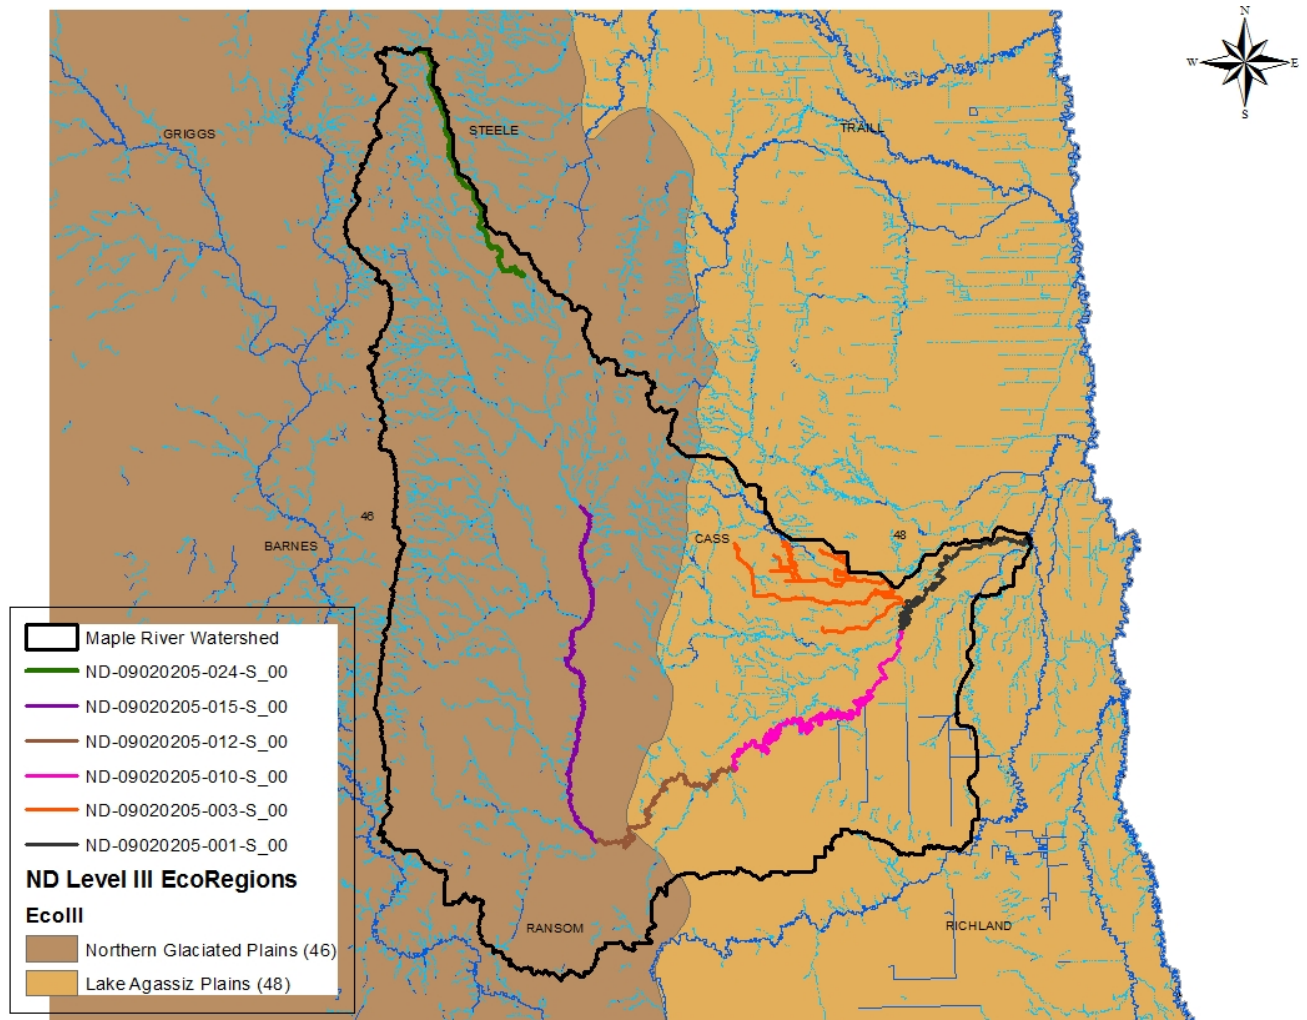 N
W E
S
GRIGGS
STEELE
TRAILL
46
BARNES
CASS
48
RANSOM
RICHLAND
Maple River Watershed
ND-09020205-024-S_00
ND-09020205-015-S_00
ND-09020205-012-S_00
ND-09020205-010-S_00
ND-09020205-003-S_00
ND-09020205-001-S_00
ND Level III EcoRegions
EcoIII
Northern Glaciated Plains (46)
Lake Agassiz Plains (48)